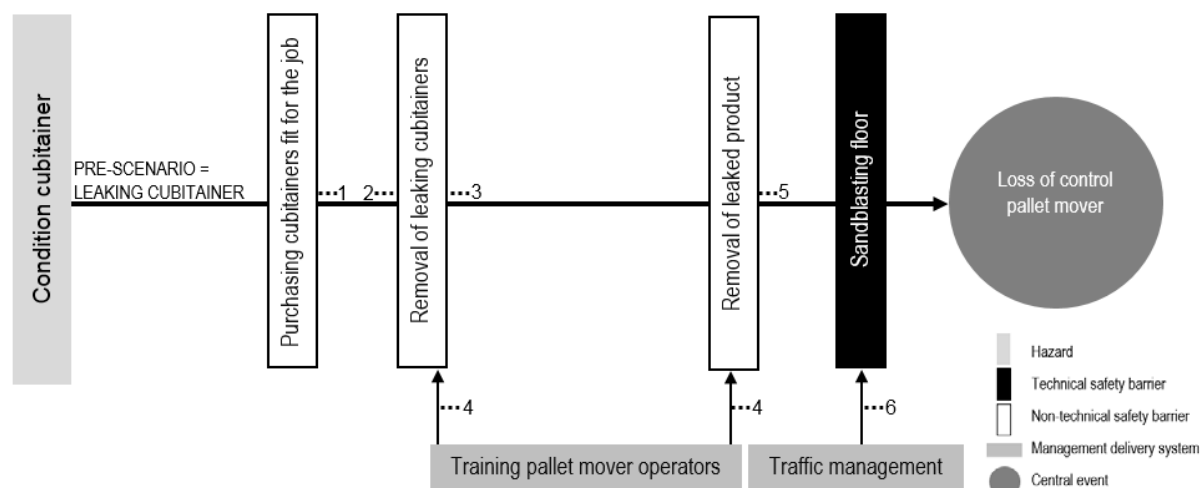 Condition cubitainer
PRE-SCENARIO =
LEAKING CUBITAINER
Purchasing cubitainers fit for the job
···1
2···
Removal of leaking cubitainers
···3
Removal of leaked product
···5
Sandblasting floor
Loss of control
pallet mover
···4
···4
···6
Training pallet mover operators
Traffic management
Hazard
Technical safety barrier
Non-technical safety barrier
Management delivery system
Central event